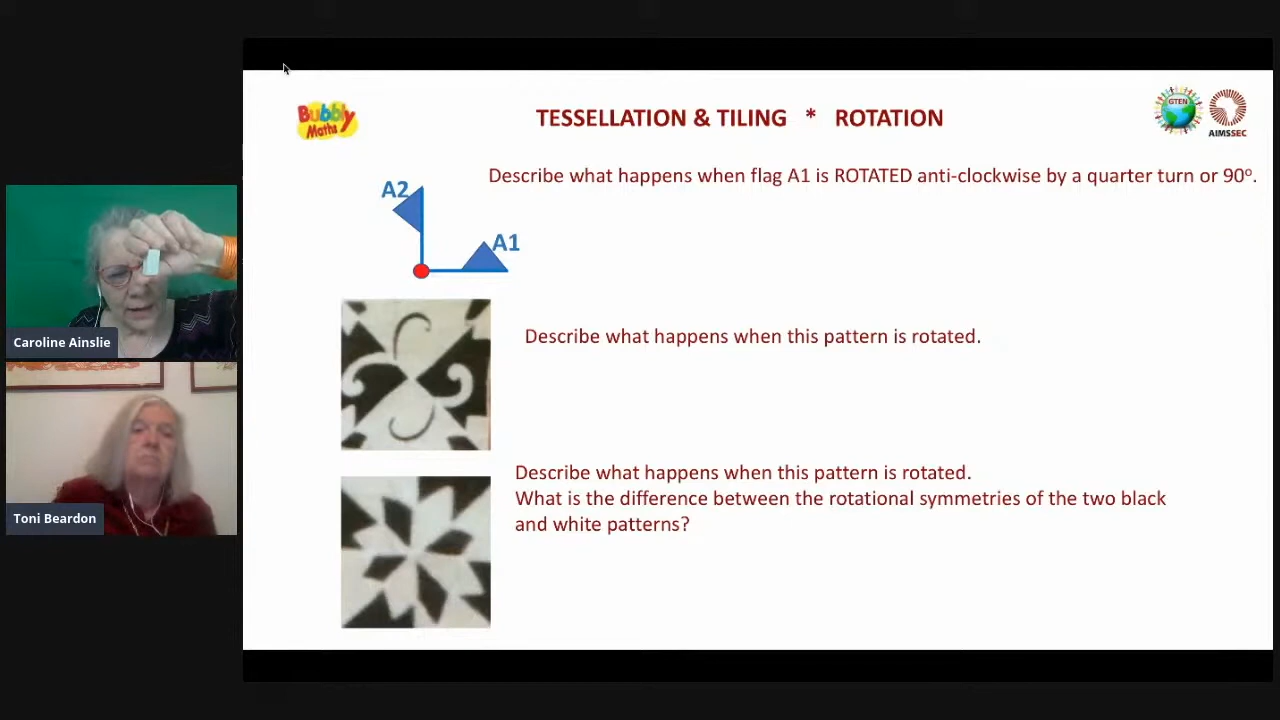 Bubbly
Maths
TESSELLATION & TILING * ROTATION
GTEN
AIMSSEC
Describe what happens when flag A1 is ROTATED anti-clockwise by a quarter turn or 90º.
A2
A1
Describe what happens when this pattern is rotated.
Caroline Ainslie
Describe what happens when this pattern is rotated.
What is the difference between the rotational symmetries of the two black
and white patterns?
Toni Beardon